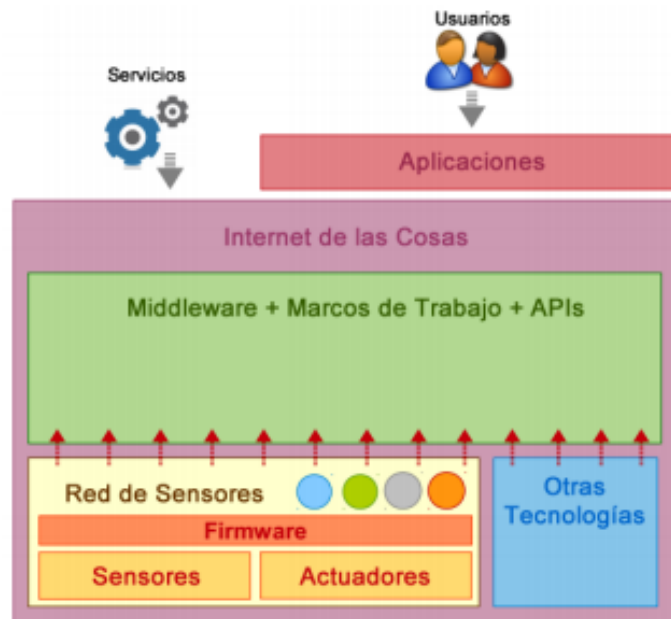 Usuarios
Servicios
Aplicaciones
Internet de las Cosas
Middleware + Marcos de Trabajo + APIs
Red de Sensores
Otras
Tecnologías
Firmware
Sensores
Actuadores